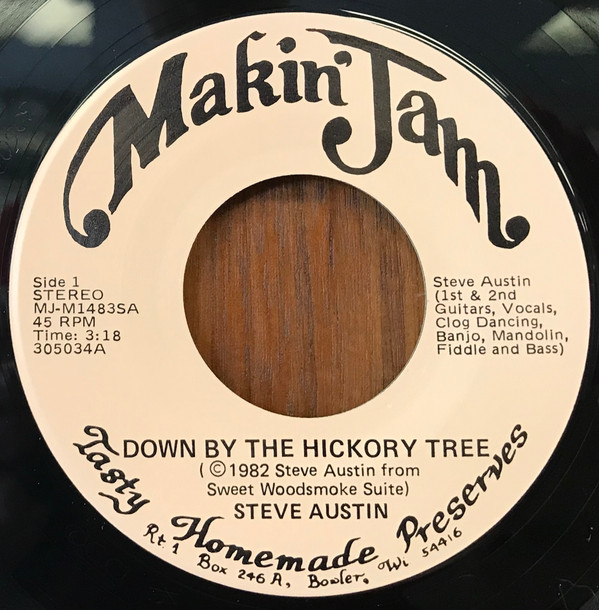 Makin' Jam
Side 1
STEREO
MJ-M1483SA
45 RPM
Time: 3:18
305034A
Steve Austin
(1st & 2nd
Guitars, Vocals,
Clog Dancing,
Banjo, Mandolin,
Fiddle and Bass)
DOWN BY THE HICKORY TREE
(©1982 Steve Austin from
Sweet Woodsmoke Suite)
STEVE AUSTIN
Tasty Homemade Preserves
Rt. 1 Box 246A, Bowler, Wi 54416